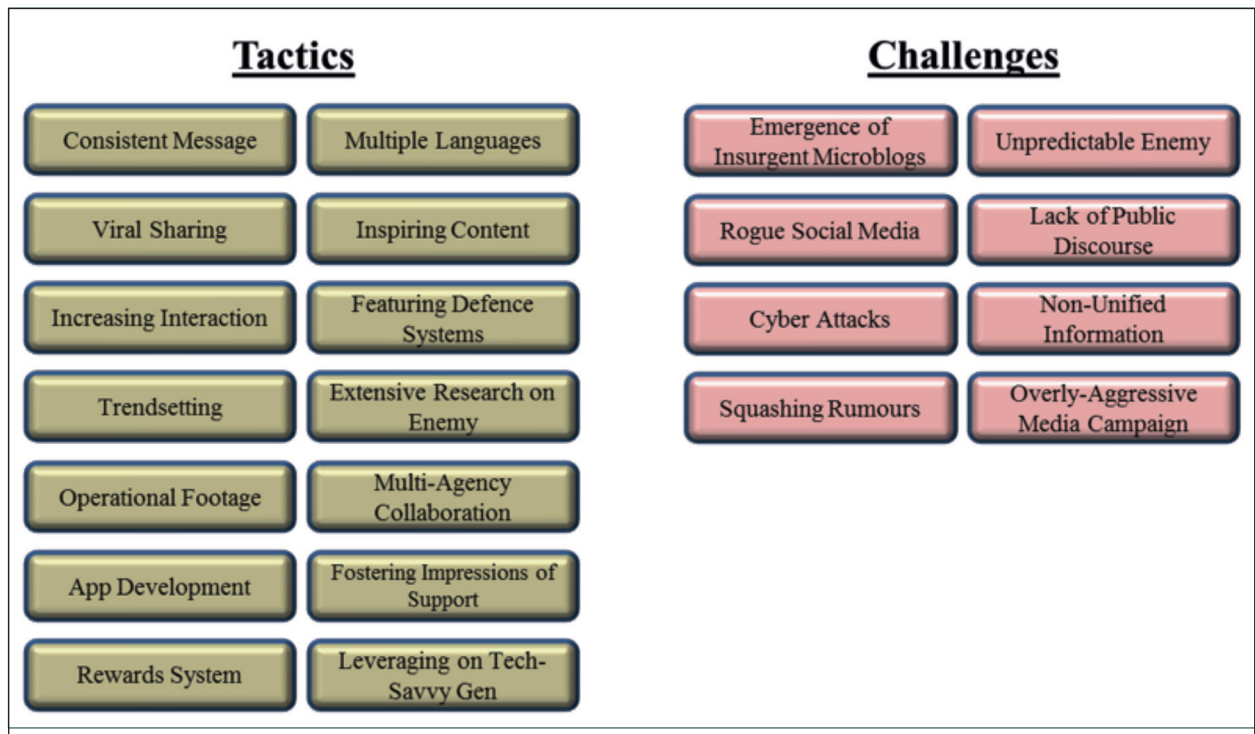 Tactics
Challenges
Consistent Message
Multiple Languages
Viral Sharing
Inspiring Content
Increasing Interaction
Featuring Defence
Systems
Trendsetting
Extensive Research on
Enemy
Operational Footage
Multi-Agency
Collaboration
App Development
Fostering Impressions of
Support
Rewards System
Leveraging on Tech-
Savvy Gen
Emergence of
Insurgent Microblogs
Unpredictable Enemy
Rogue Social Media
Lack of Public
Discourse
Cyber Attacks
Non-Unified
Information
Squashing Rumours
Overly-Aggressive
Media Campaign